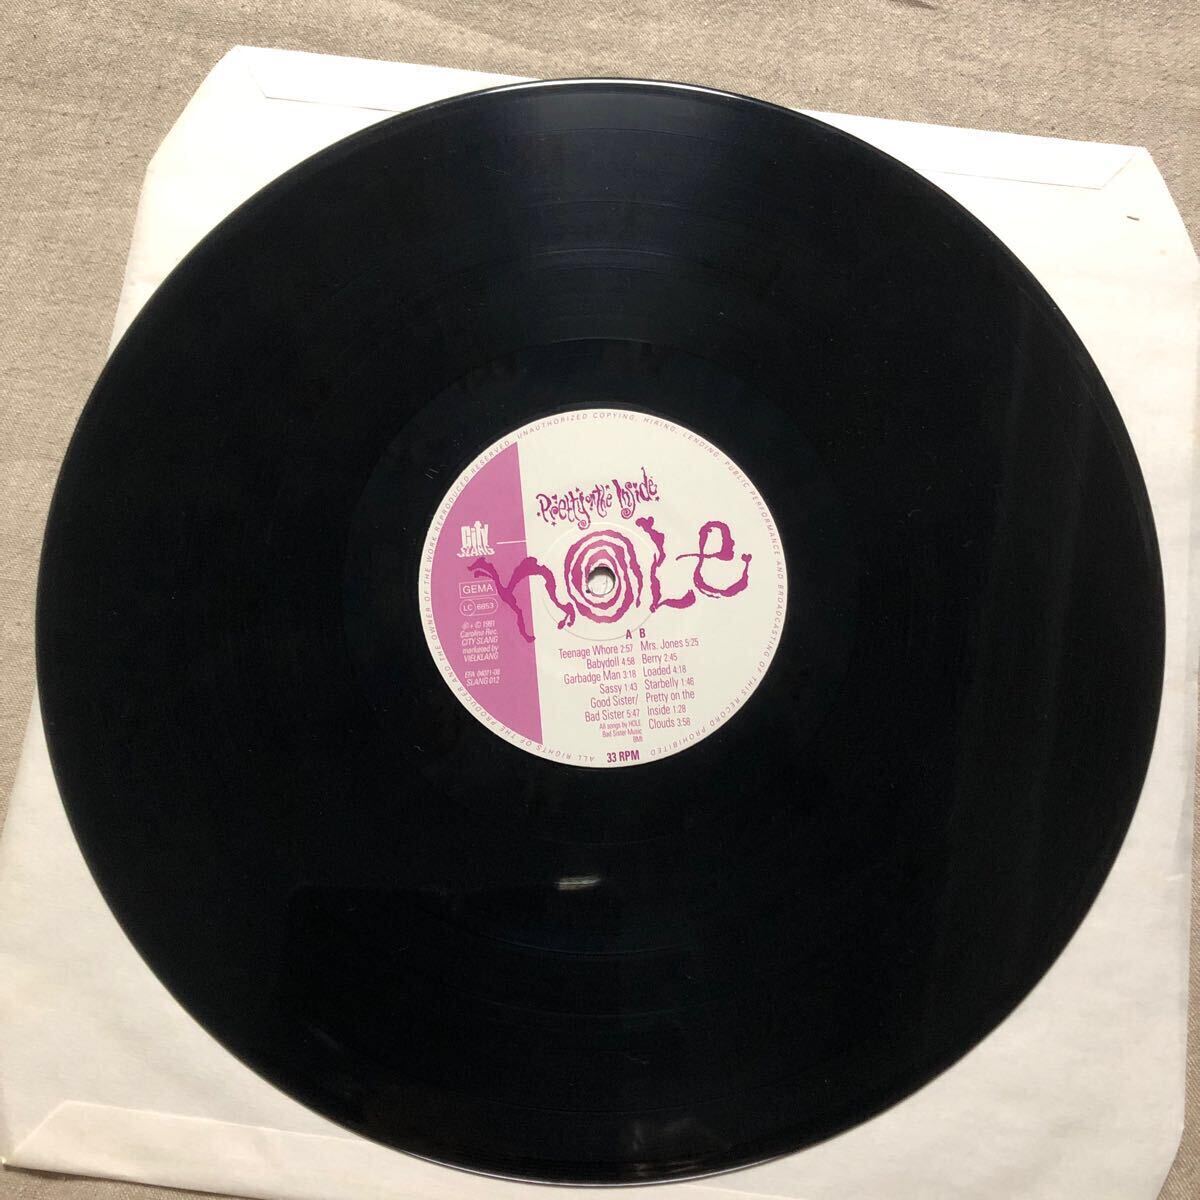 UNAUTHORIZED COPYING, HIRING, LENDING, PUBLIC PERFORMANCE AND BROADCASTING OF THIS RECORD PROHIBITED
ALL RIGHTS OF THE PRODUCER AND THE OWNER OF THE WORK REPRODUCED RESERVED
Pretty on the Inside
hole
City
SLANG
GEMA
LC 6853
℗ + © 1991
Caroline Rec.
CITY SLANG
marketed by
VIELKLANG
EFA 04071-08
SLANG 012
A
Teenage Whore 2:57
Babydoll 4:58
Garbadge Man 3:18
Sassy 1:43
Good Sister/
Bad Sister 5:47
All songs by HOLE
Bad Sister Music
BMI
B
Mrs. Jones 5:25
Berry 2:45
Loaded 4:18
Starbelly 1:46
Pretty on the
Inside 1:28
Clouds 3:58
33 RPM